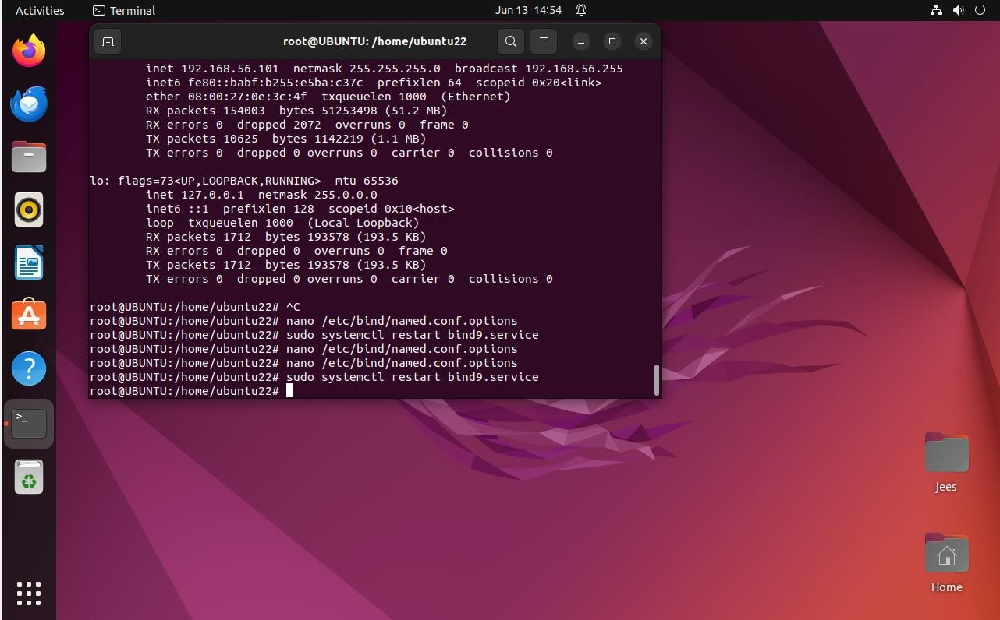 Activities
Terminal
Jun 13 14:54
root@UBUNTU: /home/ubuntu22
inet 192.168.56.101 netmask 255.255.255.0 broadcast 192.168.56.255
inet6 fe80::babf:b255:e5ba:c37c prefixlen 64 scopeid 0x20<link>
ether 08:00:27:0e:3c:4f txqueuelen 1000 (Ethernet)
RX packets 154003 bytes 51253498 (51.2 MB)
RX errors 0 dropped 2072 overruns 0 frame 0
TX packets 10625 bytes 1142219 (1.1 MB)
TX errors 0 dropped 0 overruns 0 carrier 0 collisions 0
lo: flags=73<UP,LOOPBACK,RUNNING> mtu 65536
inet 127.0.0.1 netmask 255.0.0.0
inet6 ::1 prefixlen 128 scopeid 0x10<host>
loop txqueuelen 1000 (Local Loopback)
RX packets 1712 bytes 193578 (193.5 KB)
RX errors 0 dropped 0 overruns 0 frame 0
TX packets 1712 bytes 193578 (193.5 KB)
TX errors 0 dropped 0 overruns 0 carrier 0 collisions 0
root@UBUNTU:/home/ubuntu22# ^C
root@UBUNTU:/home/ubuntu22# nano /etc/bind/named.conf.options
root@UBUNTU:/home/ubuntu22# sudo systemctl restart bind9.service
root@UBUNTU:/home/ubuntu22# nano /etc/bind/named.conf.options
root@UBUNTU:/home/ubuntu22# nano /etc/bind/named.conf.options
root@UBUNTU:/home/ubuntu22# sudo systemctl restart bind9.service
root@UBUNTU:/home/ubuntu22#
jees
Home